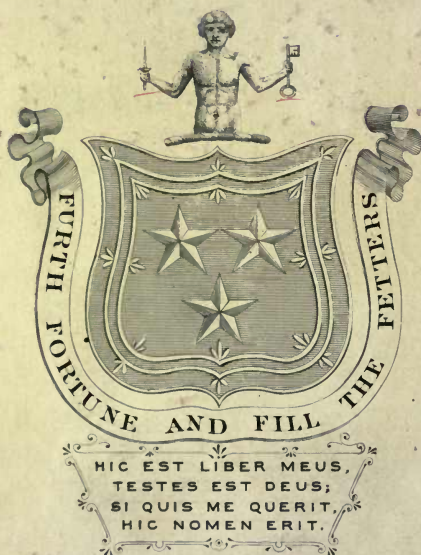 FURTH FORTUNE AND FILL THE FETTERS
HIC EST LIBER MEUS,
TESTES EST DEUS;
SI QUIS ME QUERIT,
HIC NOMEN ERIT.